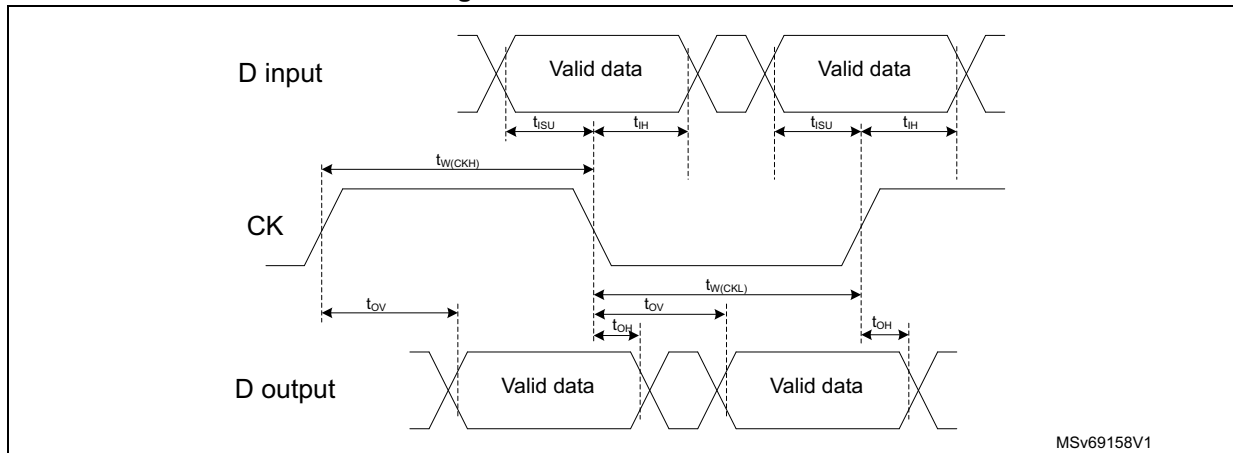 D input
Valid data
Valid data
tISU
tIH
tISU
tIH
tW(CKH)
CK
tW(CKL)
tOV
tOV
tOH
tOH
D output
Valid data
Valid data
MSv69158V1